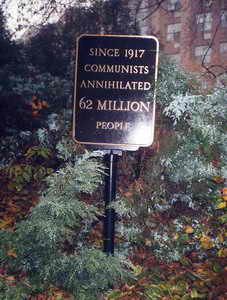 SINCE 1917
COMMUNISTS
ANNIHILATED
62 MILLION
PEOPLE